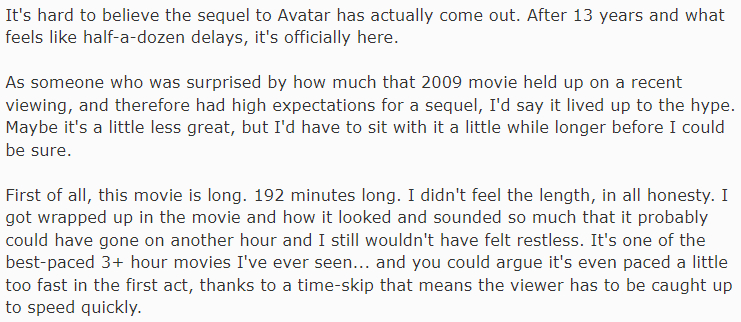 It's hard to believe the sequel to Avatar has actually come out. After 13 years and what
feels like half-a-dozen delays, it's officially here.
As someone who was surprised by how much that 2009 movie held up on a recent
viewing, and therefore had high expectations for a sequel, I'd say it lived up to the hype.
Maybe it's a little less great, but I'd have to sit with it a little while longer before I could
be sure.
First of all, this movie is long. 192 minutes long. I didn't feel the length, in all honesty. I
got wrapped up in the movie and how it looked and sounded so much that it probably
could have gone on another hour and I still wouldn't have felt restless. It's one of the
best-paced 3+ hour movies I've ever seen... and you could argue it's even paced a little
too fast in the first act, thanks to a time-skip that means the viewer has to be caught up
to speed quickly.